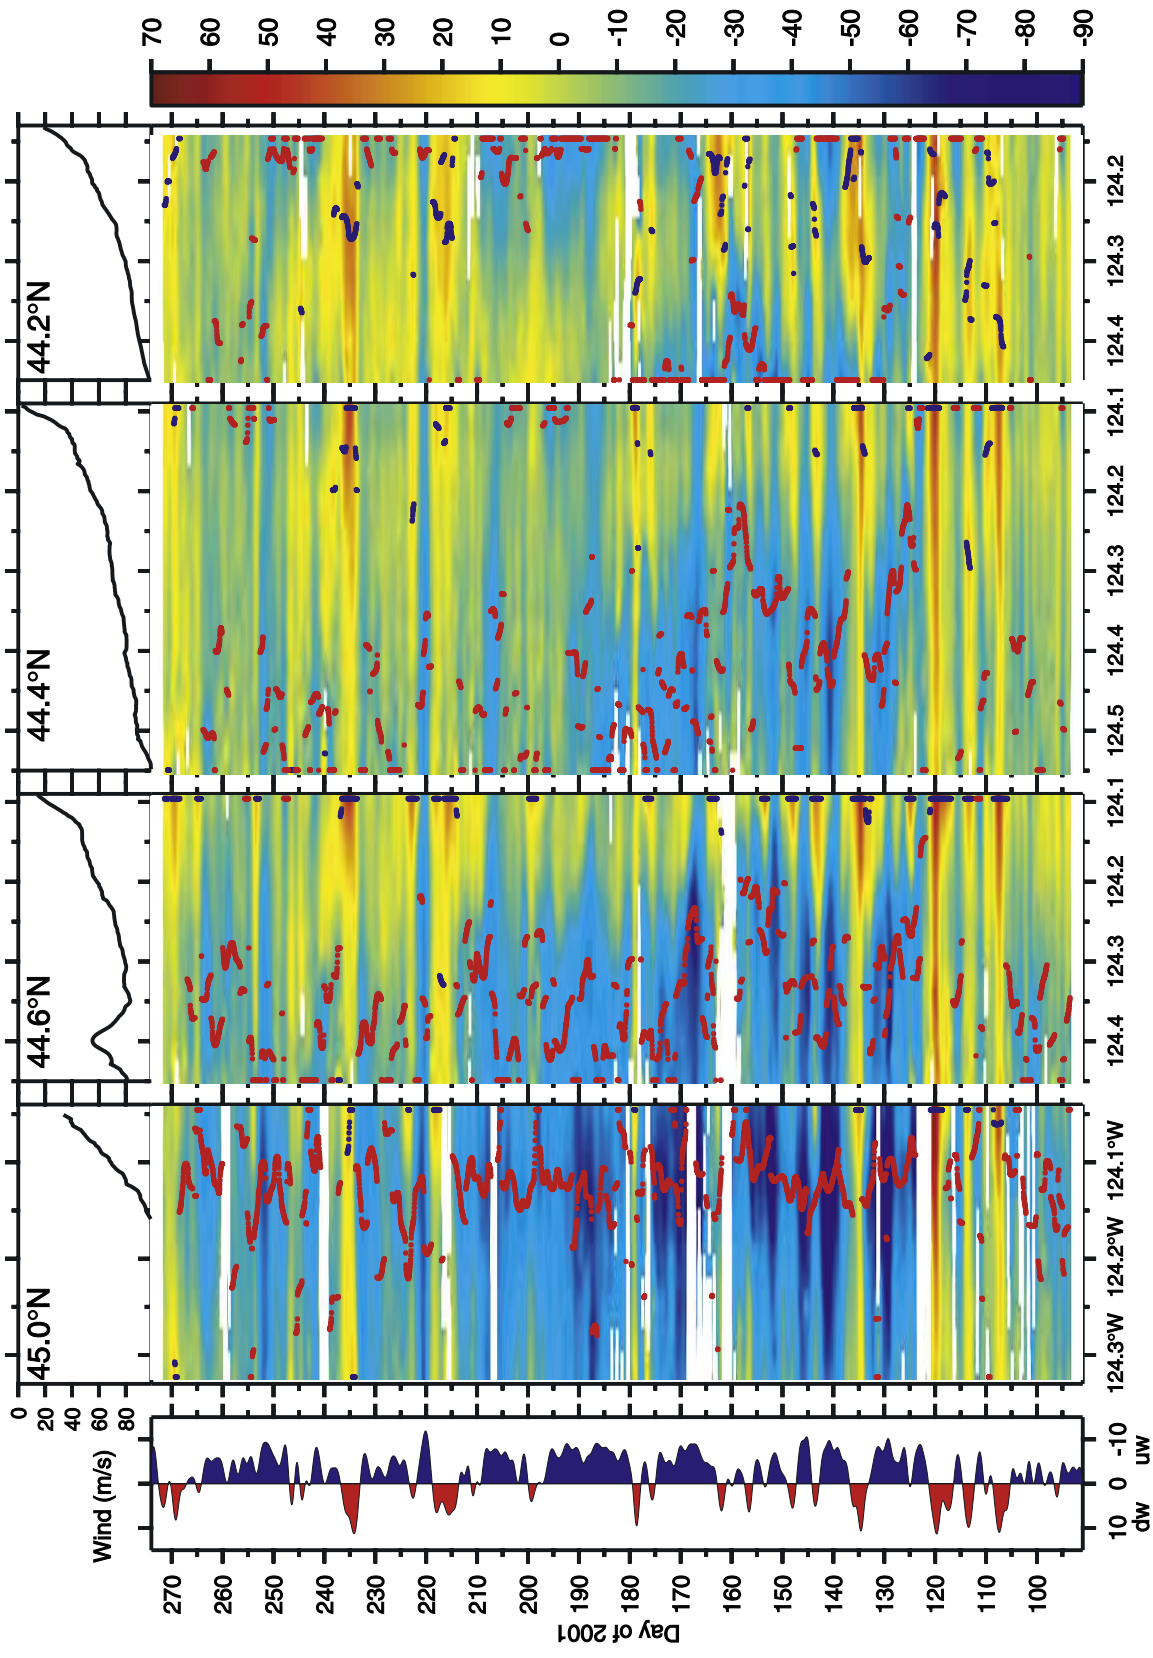 70 60 50 40 30 20 10 0 -10 -20 -30 -40 -50 -60 -70 -80 -90
44.2°N
124.2 124.3 124.4
44.4°N
124.1 124.2 124.3 124.4 124.5
44.6°N
124.1 124.2 124.3 124.4
45.0°N
124.1°W 124.2°W 124.3°W
0 20 40 60 80
Wind (m/s)
-10 0 10
uw dw
270 260 250 240 230 220 210 200 190 180 170 160 150 140 130 120 110 100
Day of 2001